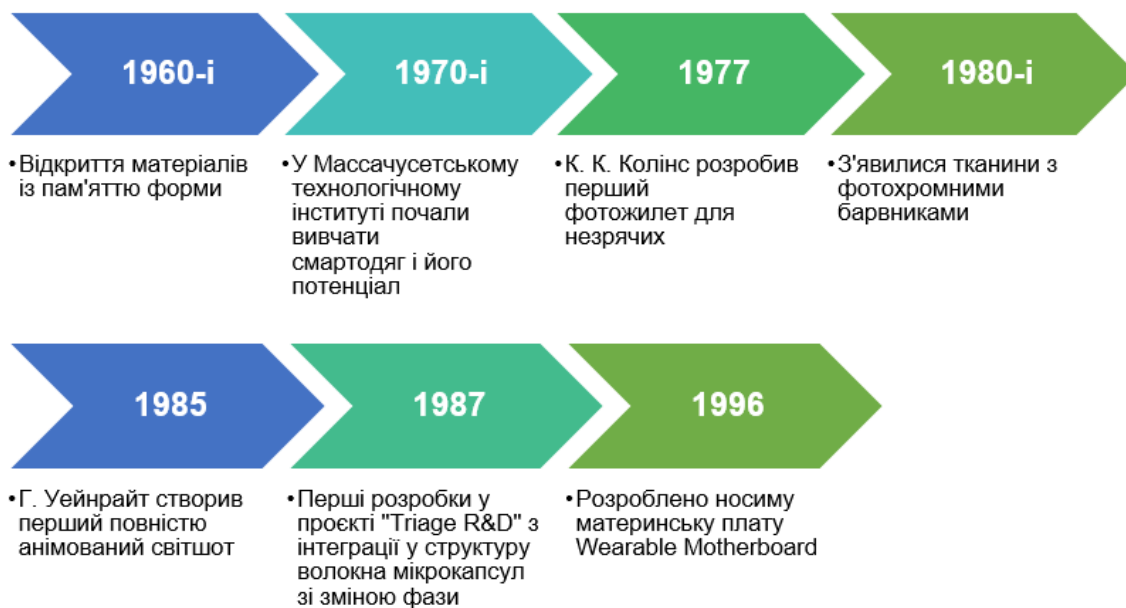 1960-і
1970-і
1977
1980-і
•Відкриття матеріалів
із пам'яттю форми
•У Массачусетському
технологічному
інституті почали
вивчати
смартодяг і його
потенціал
•К. К. Колінс розробив
перший
фотожилет для
незрячих
•З'явилися тканини з
фотохромними
барвниками
1985
1987
1996
•Г. Уейнрайт створив
перший повністю
анімований світшот
•Перші розробки у
проєкті "Triage R&D" з
інтеграції у структуру
волокна мікрокапсул
зі зміною фази
•Розроблено носиму
материнську плату
Wearable Motherboard